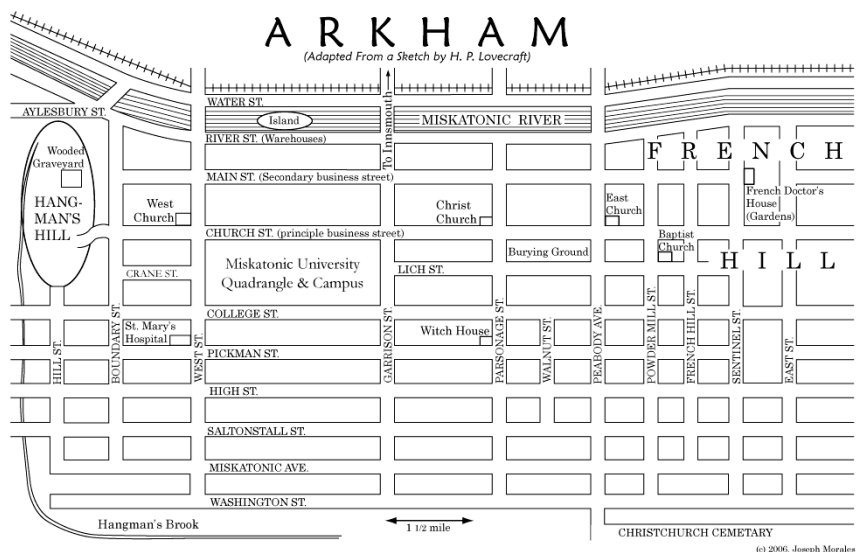 ARKHAM
(Adapted From a Sketch by H. P. Lovecraft)
WATER ST.
AYLESBURY ST.
Island
MISKATONIC RIVER
To Innsmouth
RIVER ST. (Warehouses)
FRENCH
Wooded
Graveyard
MAIN ST. (Secondary business street)
HANG-
MAN'S
HILL
West
Church
Christ
Church
East
Church
French Doctor's
House
(Gardens)
CHURCH ST. (principle business street)
Baptist
Church
Burying Ground
HILL
Miskatonic University
Quadrangle & Campus
LICH ST.
CRANE ST.
COLLEGE ST.
St. Mary's
Hospital
Witch House
PICKMAN ST.
HILL ST.
BOUNDARY ST.
WEST ST.
GARRISON ST.
PARSONAGE ST.
WALNUT ST.
PEABODY AVE.
POWDER MILL ST.
FRENCH HILL ST.
SENTINEL ST.
EAST ST.
HIGH ST.
SALTONSTALL ST.
MISKATONIC AVE.
WASHINGTON ST.
Hangman's Brook
1 1/2 mile
CHRISTCHURCH CEMETARY
(c) 2006, Joseph Morales